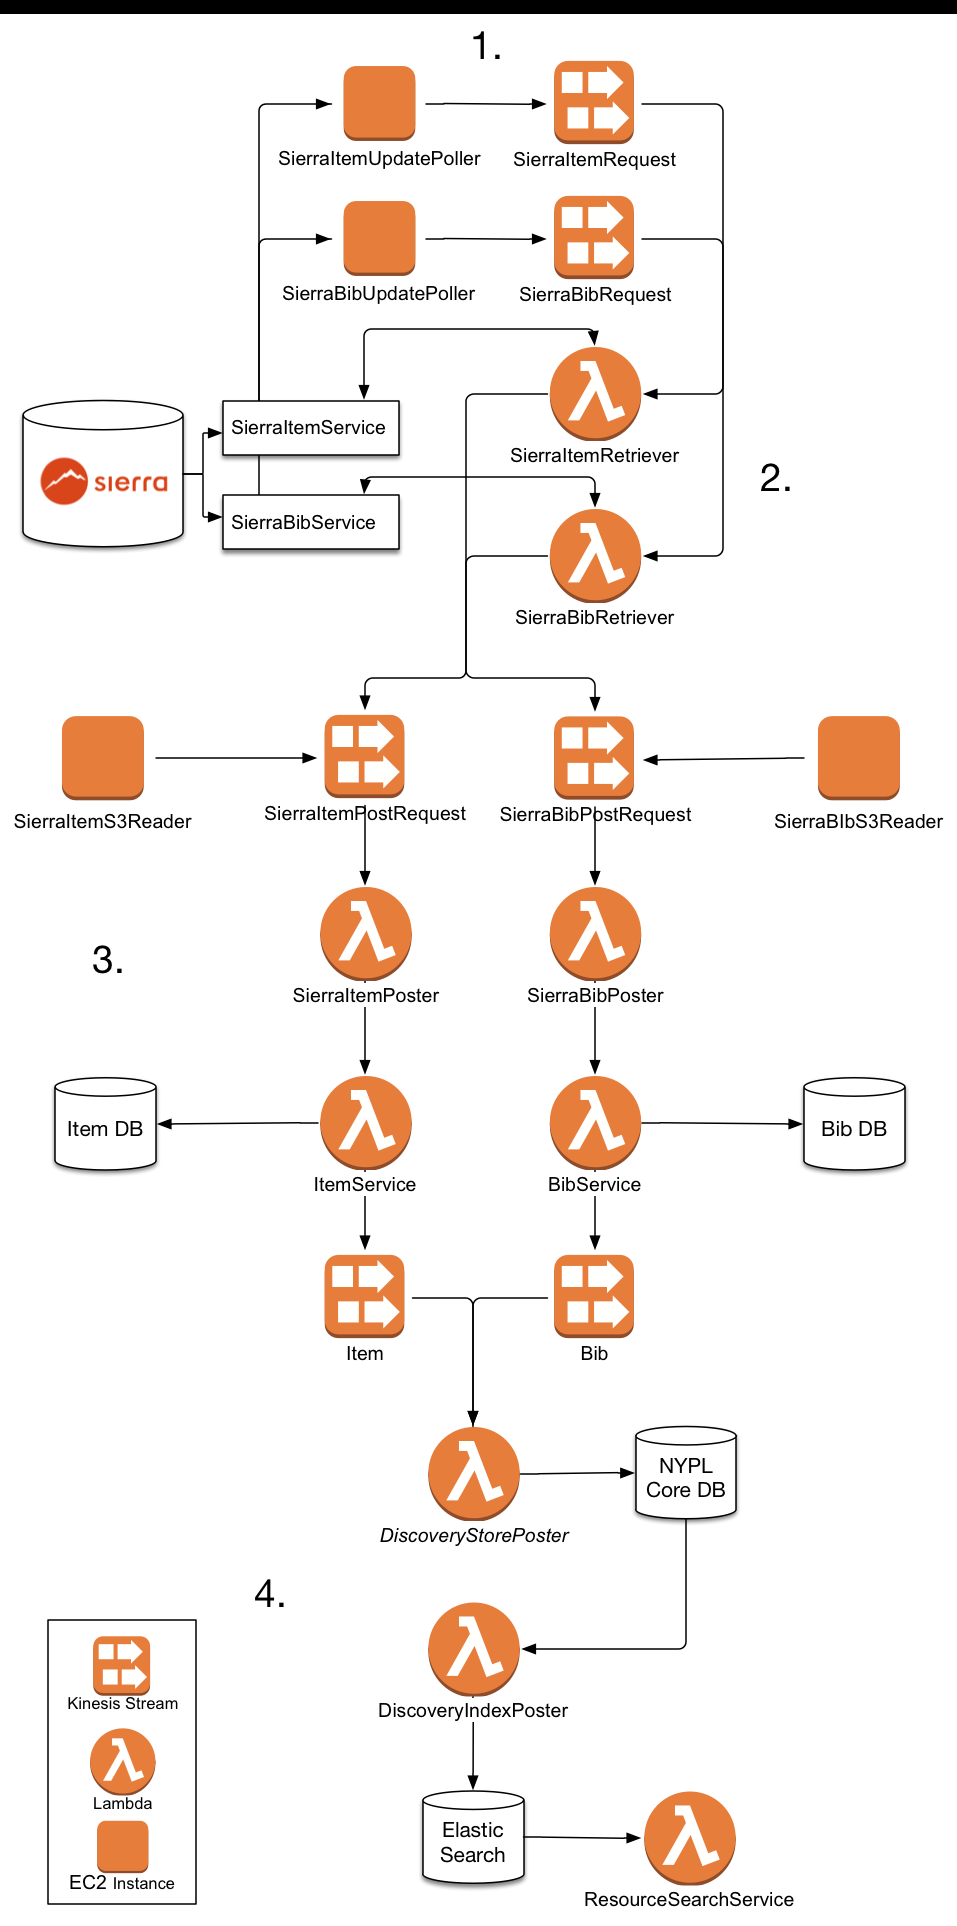 1.
SierraItemUpdatePoller
SierraItemRequest
SierraBibUpdatePoller
SierraBibRequest
SierraItemService
sierra
SierraItemRetriever
2.
SierraBibService
SierraBibRetriever
SierraItemPostRequest
SierraBibPostRequest
SierraItemS3Reader
SierraBIbS3Reader
3.
SierraItemPoster
SierraBibPoster
Item DB
Bib DB
ItemService
BibService
Item
Bib
NYPL
Core DB
DiscoveryStorePoster
4.
Kinesis Stream
DiscoveryIndexPoster
Lambda
Elastic
Search
EC2 Instance
ResourceSearchService